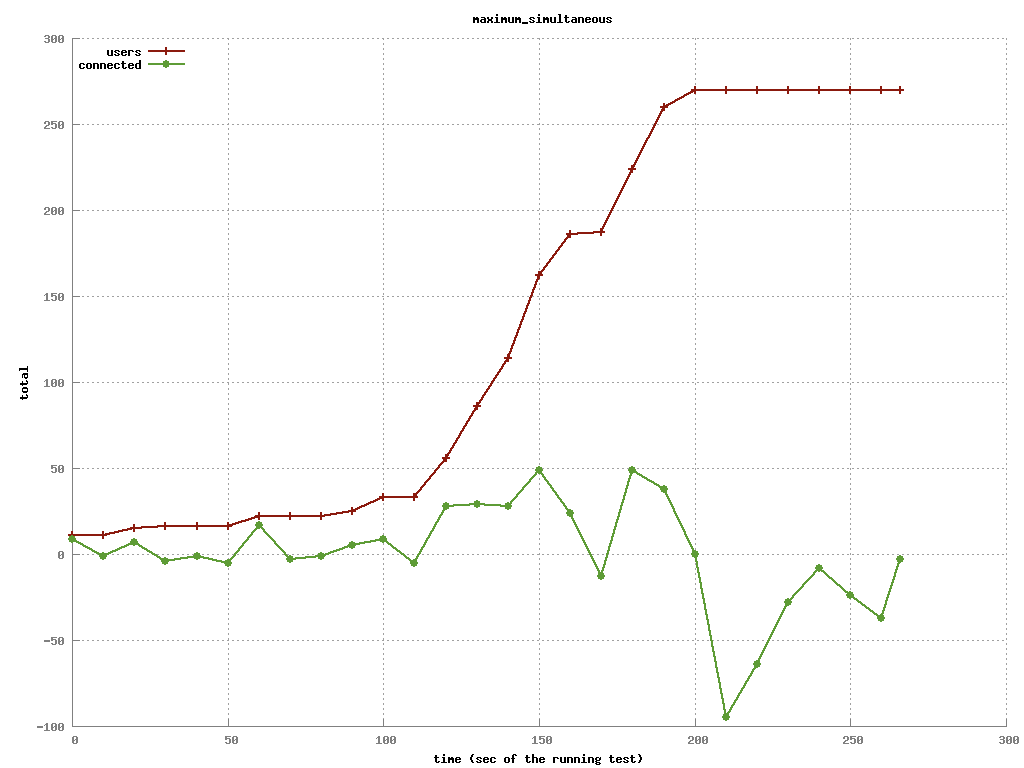 maximum_simultaneous
users
connected
300
250
200
150
100
50
0
-50
-100
total
0 50 100 150 200 250 300
time (sec of the running test)